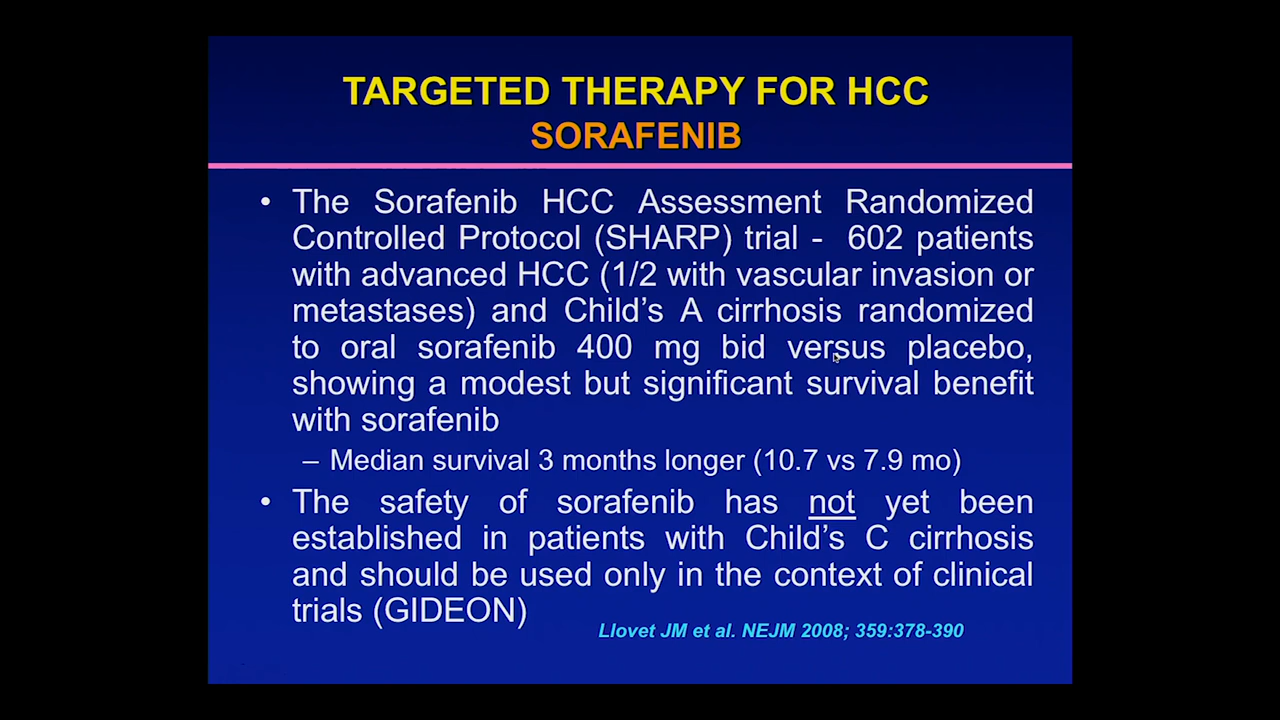 TARGETED THERAPY FOR HCC
SORAFENIB
• The Sorafenib HCC Assessment Randomized
Controlled Protocol (SHARP) trial - 602 patients
with advanced HCC (1/2 with vascular invasion or
metastases) and Child's A cirrhosis randomized
to oral sorafenib 400 mg bid versus placebo,
showing a modest but significant survival benefit
with sorafenib
– Median survival 3 months longer (10.7 vs 7.9 mo)
• The safety of sorafenib has not yet been
established in patients with Child's C cirrhosis
and should be used only in the context of clinical
trials (GIDEON)
Llovet JM et al. NEJM 2008; 359:378-390